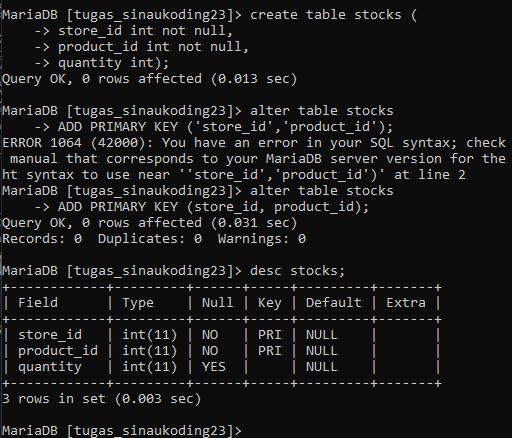 MariaDB [tugas_sinaukoding23]> create table stocks (
    -> store_id int not null,
    -> product_id int not null,
    -> quantity int);
Query OK, 0 rows affected (0.013 sec)

MariaDB [tugas_sinaukoding23]> alter table stocks
    -> ADD PRIMARY KEY ('store_id','product_id');
ERROR 1064 (42000): You have an error in your SQL syntax; check
 manual that corresponds to your MariaDB server version for the
ht syntax to use near ''store_id','product_id')' at line 2
MariaDB [tugas_sinaukoding23]> alter table stocks
    -> ADD PRIMARY KEY (store_id, product_id);
Query OK, 0 rows affected (0.031 sec)
Records: 0  Duplicates: 0  Warnings: 0

MariaDB [tugas_sinaukoding23]> desc stocks;
+------------+---------+------+-----+---------+-------+
| Field      | Type    | Null | Key | Default | Extra |
+------------+---------+------+-----+---------+-------+
| store_id   | int(11) | NO   | PRI | NULL    |       |
| product_id | int(11) | NO   | PRI | NULL    |       |
| quantity   | int(11) | YES  |     | NULL    |       |
+------------+---------+------+-----+---------+-------+
3 rows in set (0.003 sec)

MariaDB [tugas_sinaukoding23]>